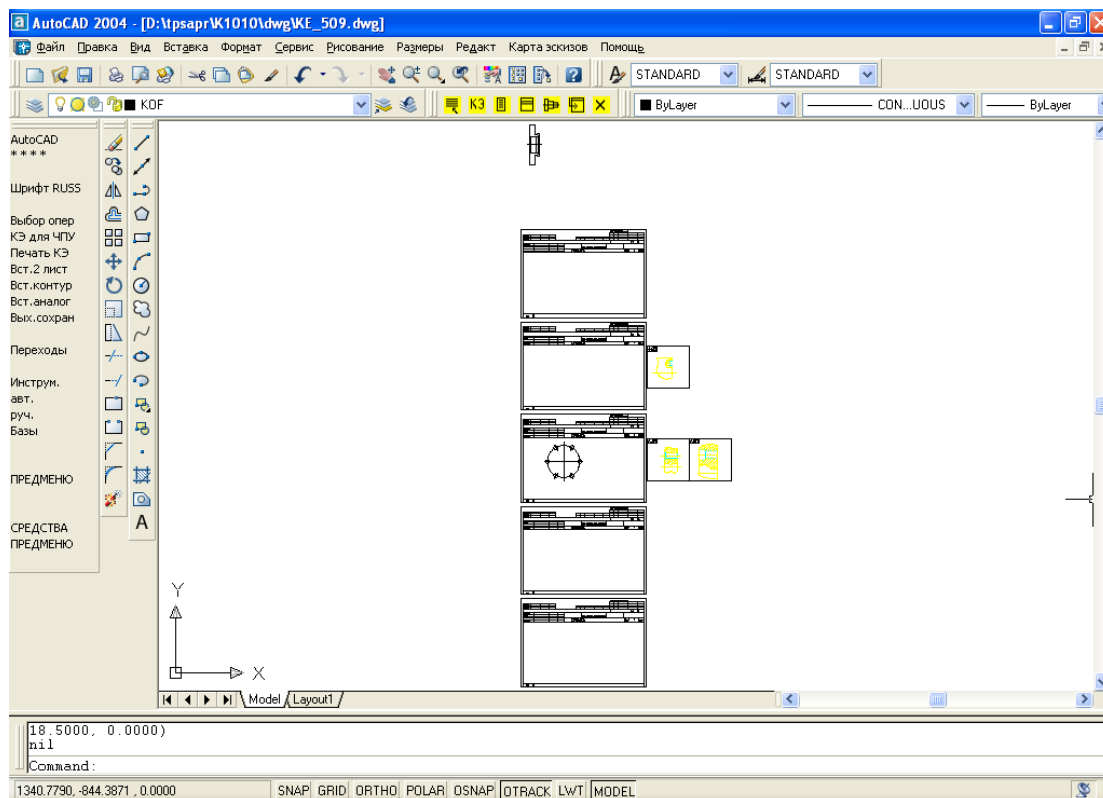 AutoCAD 2004 - [D:\tpsapr\K1010\dwg\KE_509.dwg]
Файл Правка Вид Вставка Формат Сервис Рисование Размеры Редакт Карта эскизов Помощь
STANDARD STANDARD
KOF КЭ ByLayer CON...UOUS ByLayer
AutoCAD
* * * *
Шрифт RUSS
Выбор опер
КЭ для ЧПУ
Печать КЭ
Вст.2 лист
Вст.контур
Вст.аналог
Вых.сохран
Переходы
Инструм.
авт.
руч.
Базы
ПРЕДМЕНЮ
СРЕДСТВА
ПРЕДМЕНЮ
A
Y
X
Model Layout1
18.5000, 0.0000)
nil
Command:
1340.7790, -844.3871 , 0.0000 SNAP GRID ORTHO POLAR OSNAP OTRACK LWT MODEL